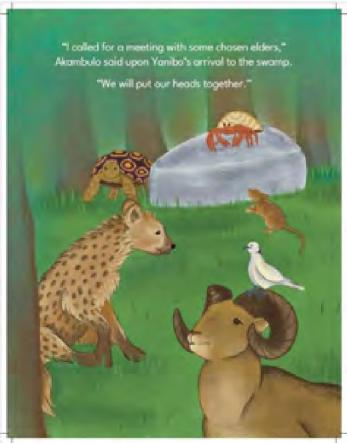 "I called for a meeting with some chosen elders,"
Akambulo said upon Yanibo's arrival to the swamp.
"We will put our heads together."